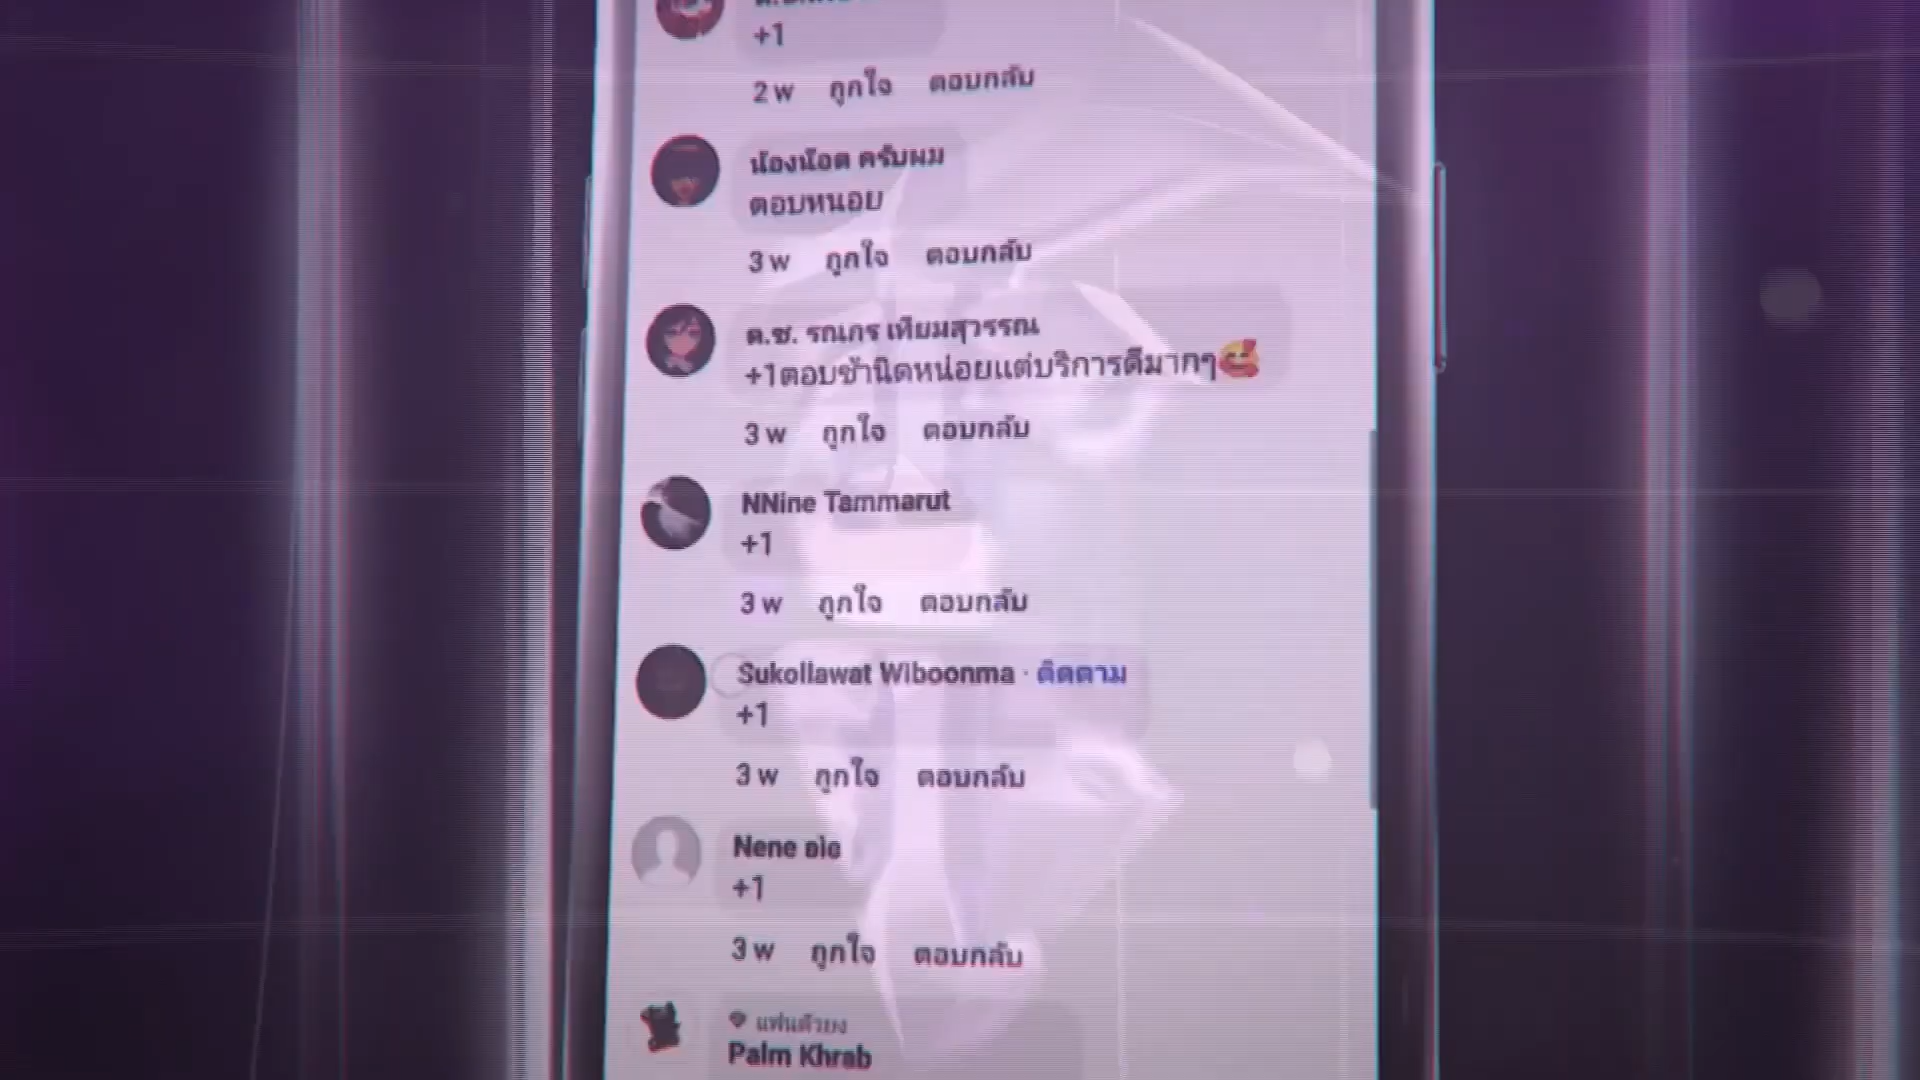 +1
2 w ถูกใจ ตอบกลับ
น้องน๊อต ครับผม
ตอบหนอย
3 w ถูกใจ ตอบกลับ
ด.ช. รณกร เทียมสุวรรณ
+1ตอบช้านิดหน่อยแต่บริการดีมากๆ🥰
3 w ถูกใจ ตอบกลับ
NNine Tammarut
+1
3 w ถูกใจ ตอบกลับ
Sukollawat Wiboonma · ติดตาม
+1
3 w ถูกใจ ตอบกลับ
Nene
+1
3 w ถูกใจ ตอบกลับ
แฟนตัวยง
Palm Khrab